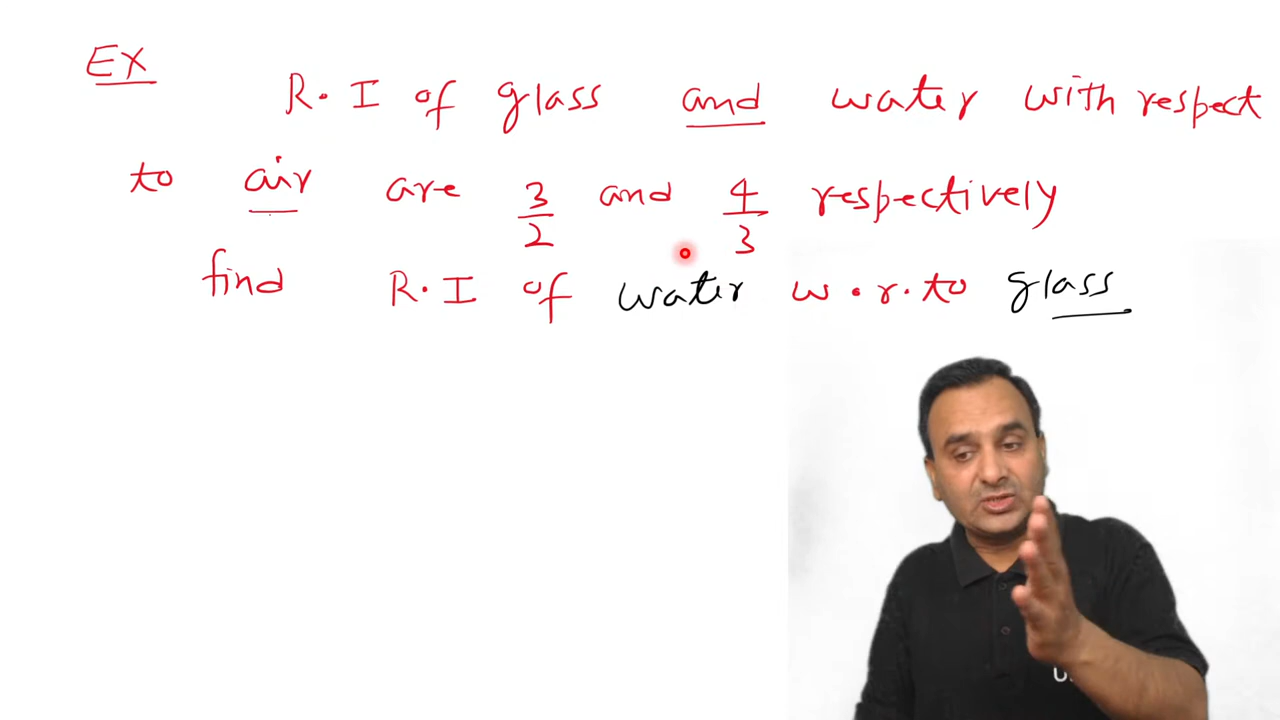 EX
R.I of glass and water with respect
to air are 3/2 and 4/3 respectively
find R.I of water w.r.to glass